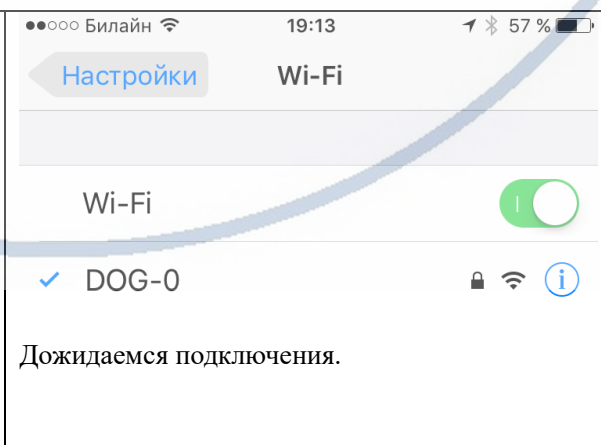 Билайн 19:13 57 %
Настройки Wi-Fi
Wi-Fi
DOG-0
Дожидаемся подключения.